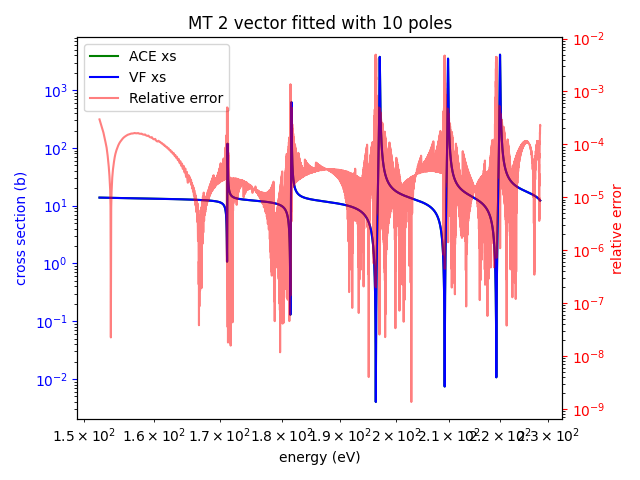 MT 2 vector fitted with 10 poles
ACE xs
VF xs
Relative error
cross section (b)
10³
10²
10¹
10⁰
10⁻¹
10⁻²
10⁻²
10⁻³
10⁻⁴
10⁻⁵
10⁻⁶
10⁻⁷
10⁻⁸
10⁻⁹
relative error
1.5 × 10² 1.6 × 10² 1.7 × 10² 1.8 × 10² 1.9 × 10² 2 × 10² 2.1 × 10² 2.2 × 10² 2.3 × 10²
energy (eV)